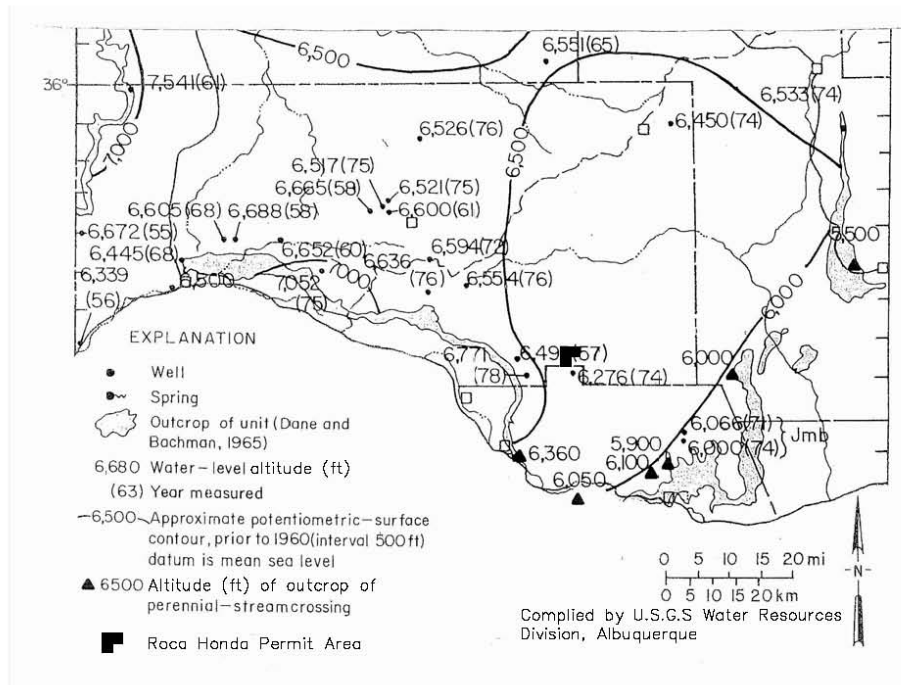 6,551(65)
6,500
36°
7,541(61)
6,533(74)
7,000
6,526(76)
6,450(74)
6,500
6,517(75)
6,665(58)
6,521(75)
6,605(68)
6,688(58)
6,600(61)
6,672(55)
6,445(68)
6,652(60)
6,636
(76)
6,594(72)
5,500
6,339
(56)
6,500
7,052
(75)
7,000
6,554(76)
6,000
EXPLANATION
Well
Spring
Outcrop of unit (Dane and
Bachman, 1965)
6,680 Water-level altitude (ft)
(63) Year measured
6,500 Approximate potentiometric-surface
contour, prior to 1960(interval 500ft)
datum is mean sea level
6500 Altitude (ft) of outcrop of
perennial-streamcrossing
Roca Honda Permit Area
6,771
(78)
6,276(74)
6,000
6,066(71)
6,000(74)
Jmb
5,900
6,100
6,360
6,050
0 5 10 15 20 mi
0 5 10 15 20 km
-N-
Complied by U.S.G.S Water Resources
Division, Albuquerque